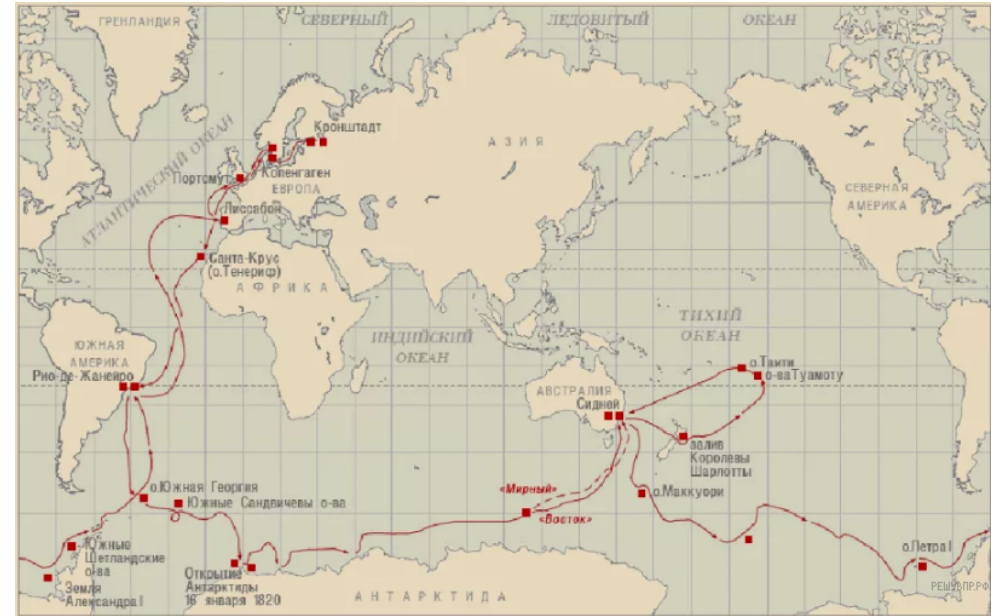 ГРЕНЛАНДИЯ
СЕВЕРНЫЙ
ЛЕДОВИТЫЙ
ОКЕАН
Кронштадт
АЗИЯ
АТЛАНТИЧЕСКИЙ ОКЕАН
Портсмут
Копенгаген
ЕВРОПА
СЕВЕРНАЯ
АМЕРИКА
Лиссабон
Санта-Крус
(о.Тенериф)
АФРИКА
ИНДИЙСКИЙ
ОКЕАН
ТИХИЙ
ОКЕАН
ЮЖНАЯ
АМЕРИКА
Рио-де-Жанейро
АВСТРАЛИЯ
Сидней
о.Таити
о-ва Туамоту
залив
Королевы
Шарлотты
о.Южная Георгия
Южные Сандвичевы о-ва
«Мирный»
«Восток»
о.Маккуори
Южные
Шетландские
о-ва
Земля
Александра I
Открытие
Антарктиды
16 января 1820
АНТАРКТИДА
о.Петра I
РЕШУВПР.РФ